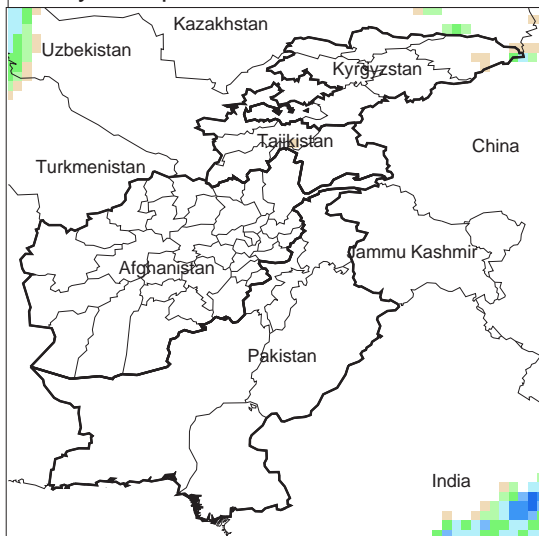 Kazakhstan
Uzbekistan
Kyrgyzstan
Tajikistan
China
Turkmenistan
Jammu Kashmir
Afghanistan
Pakistan
India